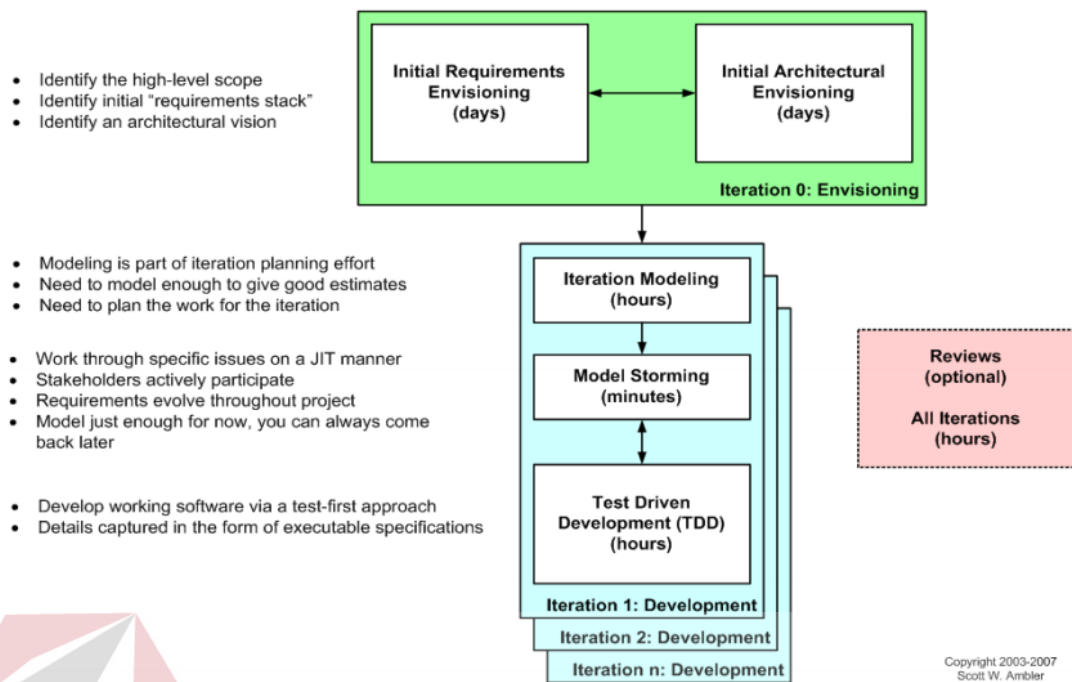 Initial Requirements
Envisioning
(days)
Initial Architectural
Envisioning
(days)
• Identify the high-level scope
• Identify initial “requirements stack”
• Identify an architectural vision
Iteration 0: Envisioning
• Modeling is part of iteration planning effort
• Need to model enough to give good estimates
• Need to plan the work for the iteration
Iteration Modeling
(hours)
• Work through specific issues on a JIT manner
• Stakeholders actively participate
• Requirements evolve throughout project
• Model just enough for now, you can always come
back later
Model Storming
(minutes)
Reviews
(optional)
All Iterations
(hours)
• Develop working software via a test-first approach
• Details captured in the form of executable specifications
Test Driven
Development (TDD)
(hours)
Iteration 1: Development
Iteration 2: Development
Iteration n: Development
Copyright 2003-2007
Scott W. Ambler